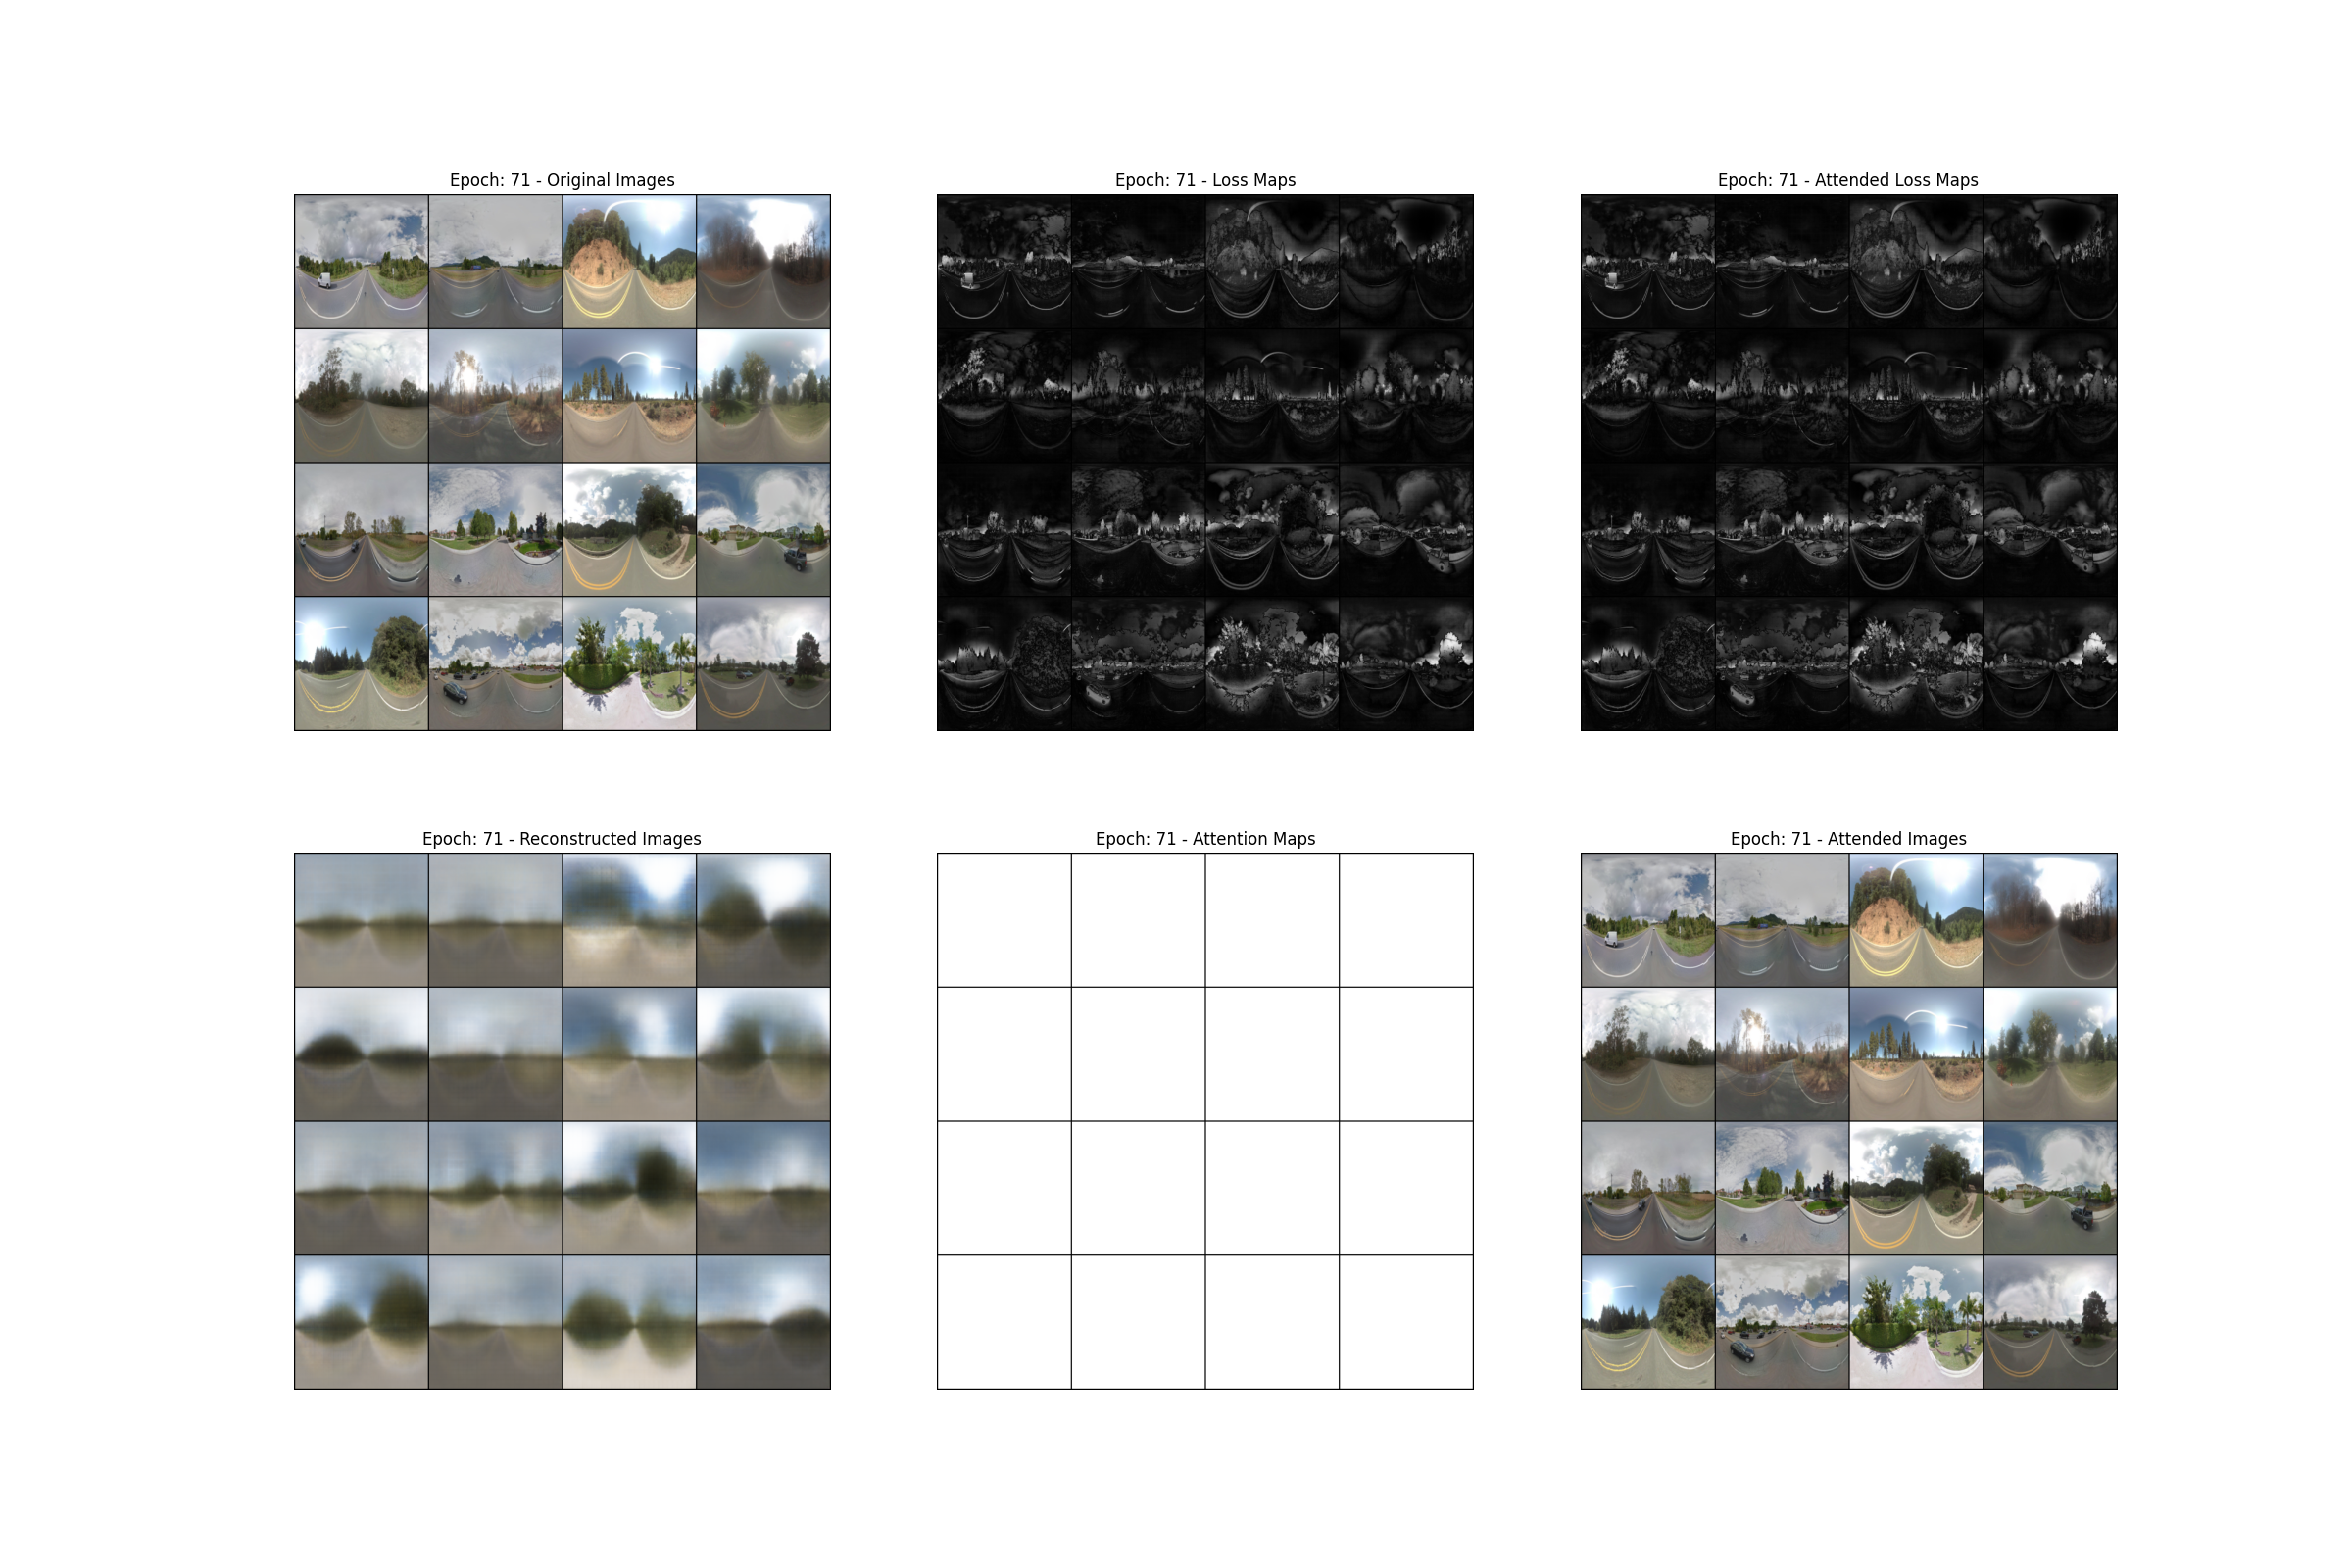 Epoch: 71 - Original Images
Epoch: 71 - Loss Maps
Epoch: 71 - Attended Loss Maps
Epoch: 71 - Reconstructed Images
Epoch: 71 - Attention Maps
Epoch: 71 - Attended Images